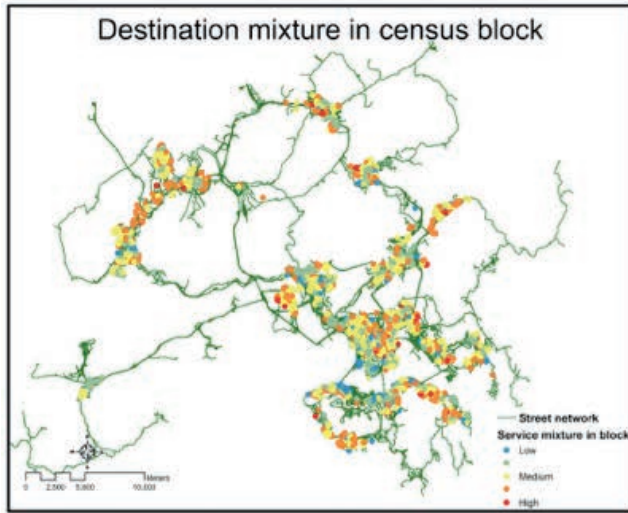 Destination mixture in census block
Street network
Service mixture in block
Low
Medium
High
Meters
0 2,500 5,000 10,000